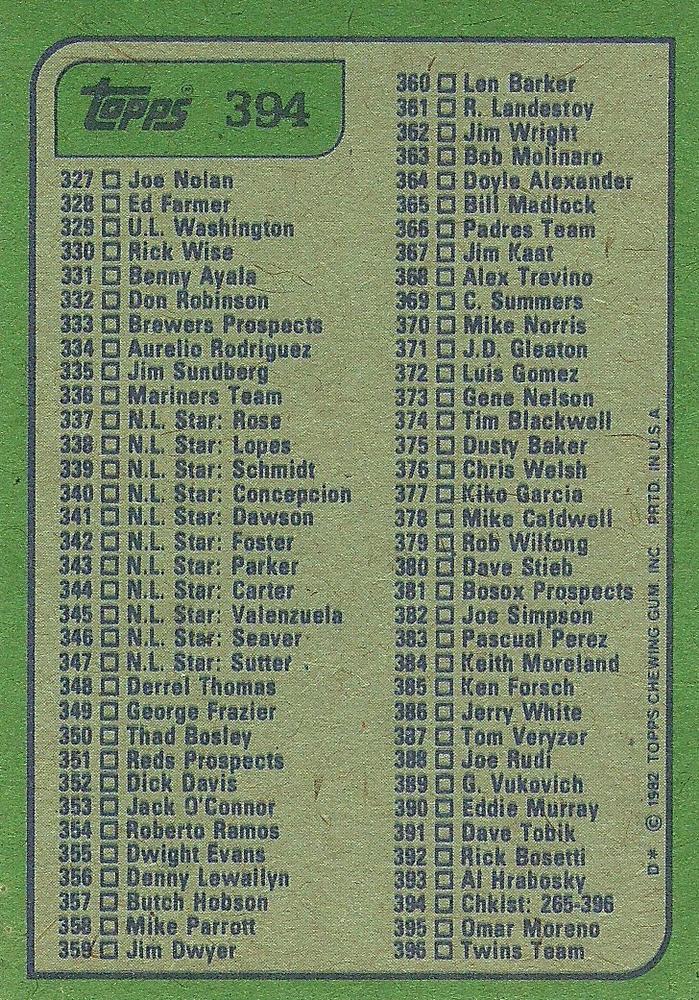 Topps® 394
327 ☐ Joe Nolan
328 ☐ Ed Farmer
329 ☐ U.L. Washington
330 ☐ Rick Wise
331 ☐ Benny Ayala
332 ☐ Don Robinson
333 ☐ Brewers Prospects
334 ☐ Aurelio Rodriguez
335 ☐ Jim Sundberg
336 ☐ Mariners Team
337 ☐ N.L. Star: Rose
338 ☐ N.L. Star: Lopes
339 ☐ N.L. Star: Schmidt
340 ☐ N.L. Star: Concepcion
341 ☐ N.L. Star: Dawson
342 ☐ N.L. Star: Foster
343 ☐ N.L. Star: Parker
344 ☐ N.L. Star: Carter
345 ☐ N.L. Star: Valenzuela
346 ☐ N.L. Star: Seaver
347 ☐ N.L. Star: Sutter
348 ☐ Derrel Thomas
349 ☐ George Frazier
350 ☐ Thad Bosley
351 ☐ Reds Prospects
352 ☐ Dick Davis
353 ☐ Jack O'Connor
354 ☐ Roberto Ramos
355 ☐ Dwight Evans
356 ☐ Denny Lewallyn
357 ☐ Butch Hobson
358 ☐ Mike Parrott
359 ☐ Jim Dwyer
360 ☐ Len Barker
361 ☐ R. Landestoy
362 ☐ Jim Wright
363 ☐ Bob Molinaro
364 ☐ Doyle Alexander
365 ☐ Bill Madlock
366 ☐ Padres Team
367 ☐ Jim Kaat
368 ☐ Alex Trevino
369 ☐ C. Summers
370 ☐ Mike Norris
371 ☐ J.D. Gleaton
372 ☐ Luis Gomez
373 ☐ Gene Nelson
374 ☐ Tim Blackwell
375 ☐ Dusty Baker
376 ☐ Chris Welsh
377 ☐ Kiko Garcia
378 ☐ Mike Caldwell
379 ☐ Rob Wilfong
380 ☐ Dave Stieb
381 ☐ Bosox Prospects
382 ☐ Joe Simpson
383 ☐ Pascual Perez
384 ☐ Keith Moreland
385 ☐ Ken Forsch
386 ☐ Jerry White
387 ☐ Tom Veryzer
388 ☐ Joe Rudi
389 ☐ G. Vukovich
390 ☐ Eddie Murray
391 ☐ Dave Tobik
392 ☐ Rick Bosetti
393 ☐ Al Hrabosky
394 ☐ Chklst: 265-396
395 ☐ Omar Moreno
396 ☐ Twins Team
D* © 1982 TOPPS CHEWING GUM, INC. PRTD. IN U.S.A.